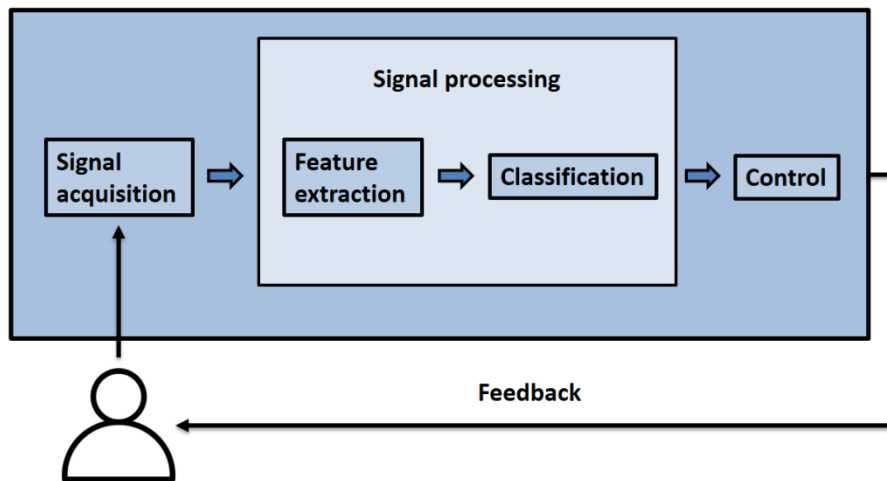 Signal processing
Signal
acquisition
Feature
extraction
Classification
Control
Feedback